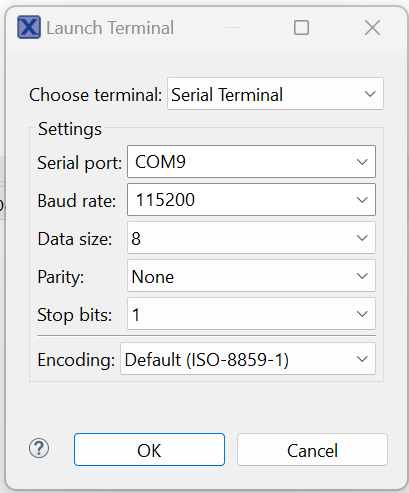 Launch Terminal
Choose terminal: Serial Terminal
Settings
Serial port: COM9
Baud rate: 115200
Data size: 8
Parity: None
Stop bits: 1
Encoding: Default (ISO-8859-1)
OK Cancel